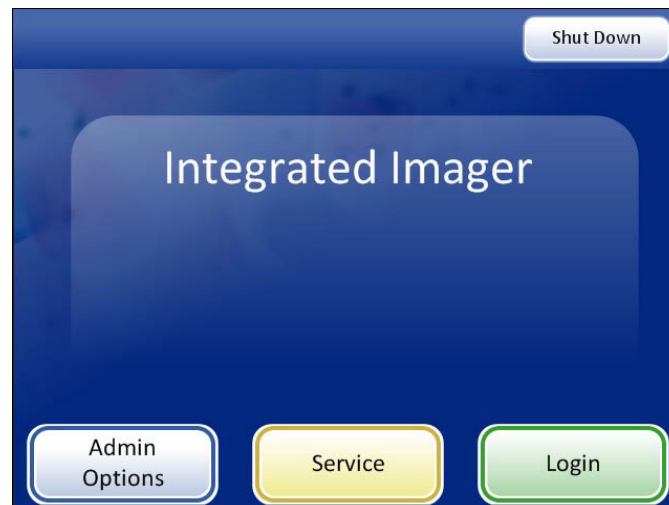 Shut Down
Integrated Imager
Admin
Options
Service
Login